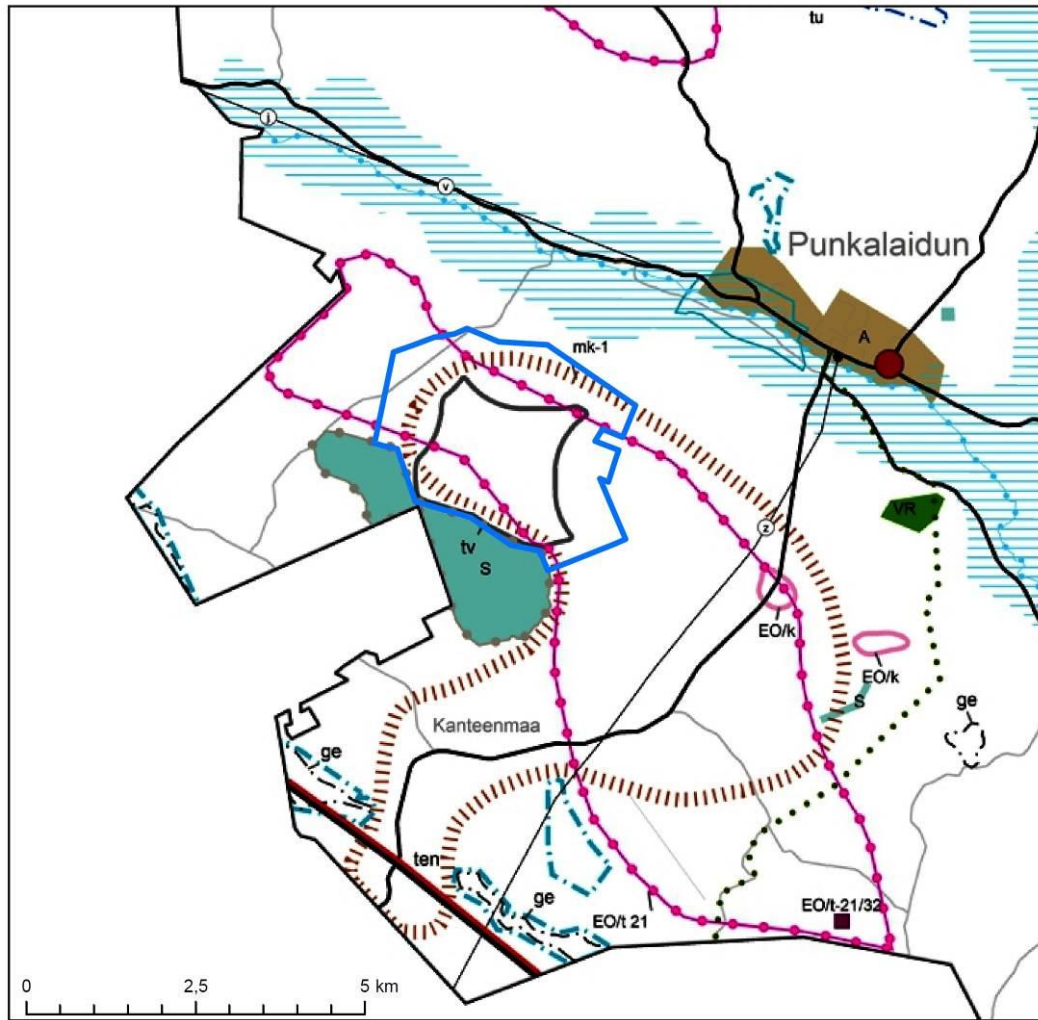 tu
j
v
Punkalaidun
A
mk-1
VR
z
tv
S
EO/k
EO/k
S
ge
Kanteenmaa
ge
ten
ge
EO/t 21
EO/t-21/32
0 2,5 5 km